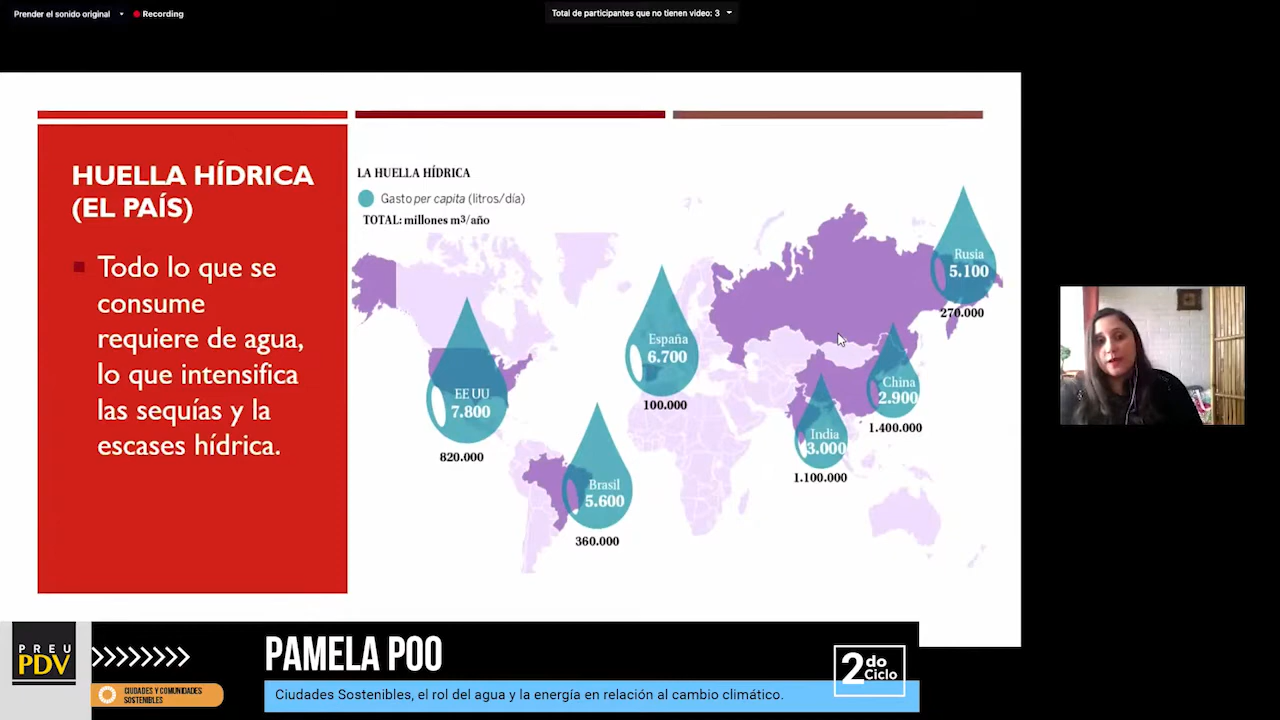 Prender el sonido original
Recording
Total de participantes que no tienen video: 3
HUELLA HÍDRICA
(EL PAÍS)
Todo lo que se
consume
requiere de agua,
lo que intensifica
las sequías y la
escases hídrica.
LA HUELLA HÍDRICA
Gasto per capita (litros/día)
TOTAL: millones m3/año
Rusia
5.100
270.000
España
6.700
100.000
EE UU
7.800
820.000
China
2.900
1.400.000
India
3.000
1.100.000
Brasil
5.600
360.000
PREU
PDV
CIUDADES Y COMUNIDADES
SOSTENIBLES
PAMELA POO
Ciudades Sostenibles, el rol del agua y la energía en relación al cambio climático.
2do
Ciclo